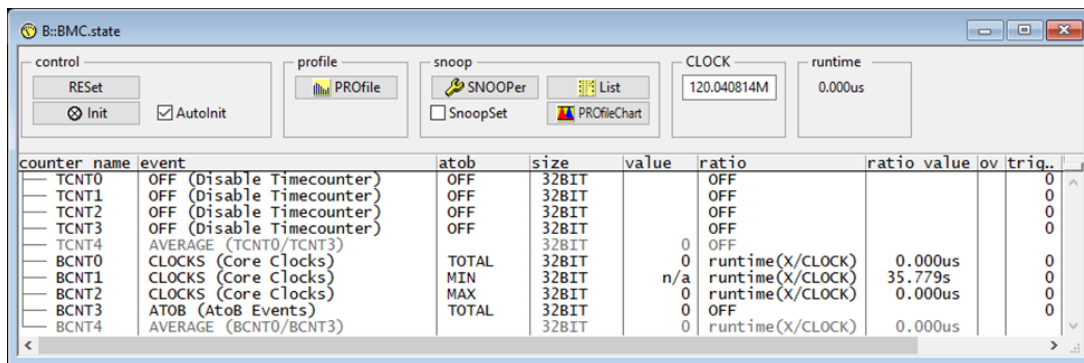 B::BMC.state
control profile snoop CLOCK runtime
RESet PROfile SNOOPer List 120.040814M 0.000us
Init AutoInit SnoopSet PROfileChart
counter name event atob size value ratio ratio value ov trig..
TCNT0 OFF (Disable Timecounter) OFF 32BIT OFF 0
TCNT1 OFF (Disable Timecounter) OFF 32BIT OFF 0
TCNT2 OFF (Disable Timecounter) OFF 32BIT OFF 0
TCNT3 OFF (Disable Timecounter) OFF 32BIT OFF 0
TCNT4 AVERAGE (TCNT0/TCNT3) 32BIT 0 OFF
BCNT0 CLOCKS (Core Clocks) TOTAL 32BIT 0 runtime(X/CLOCK) 0.000us 0
BCNT1 CLOCKS (Core Clocks) MIN 32BIT n/a runtime(X/CLOCK) 35.779s 0
BCNT2 CLOCKS (Core Clocks) MAX 32BIT 0 runtime(X/CLOCK) 0.000us 0
BCNT3 ATOB (AtoB Events) TOTAL 32BIT 0 OFF 0
BCNT4 AVERAGE (BCNT0/BCNT3) 32BIT 0 runtime(X/CLOCK) 0.000us